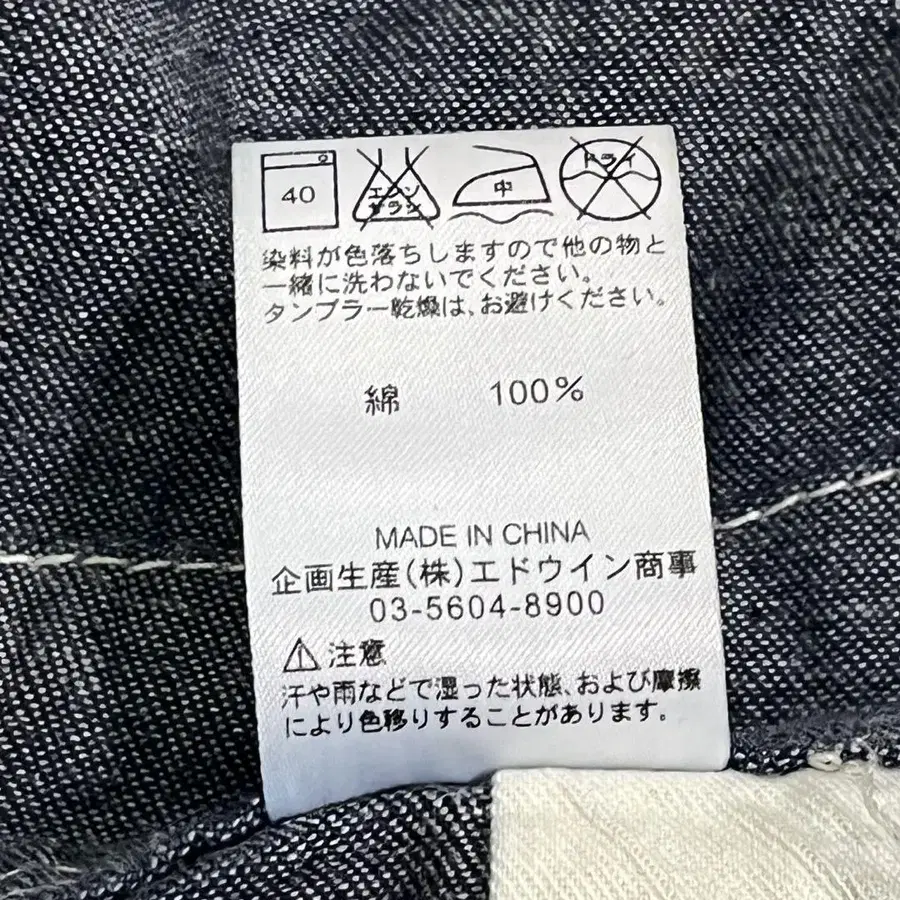 40 エンソ サラシ 中 ドライ
染料が色落ちしますので他の物と
一緒に洗わないでください。
タンブラー乾燥は、お避けください。
綿 100%
MADE IN CHINA
企画生産(株)エドウイン商事
03-5604-8900
注意
汗や雨などで湿った状態、および摩擦
により色移りすることがあります。